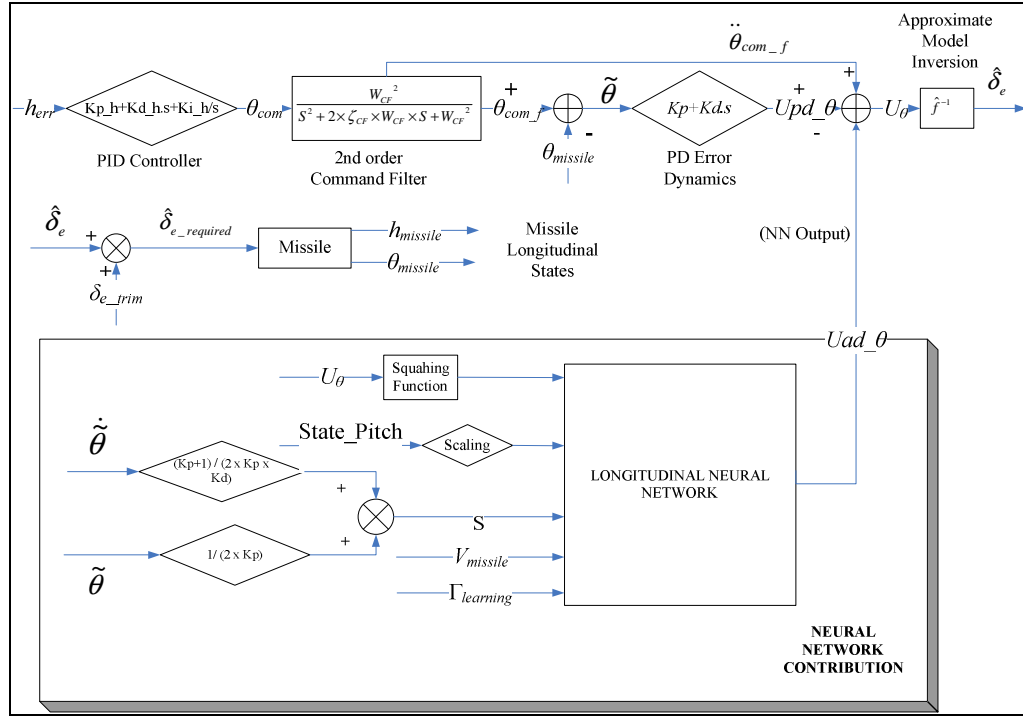 Approximate
Model
Inversion
θ̈com_f
+
herr
Kp_h+Kd_h.s+Ki_h/s
θcom
WCF²
S² + 2 × ζCF × WCF × S + WCF²
+
θcom_f
-
θ̃
Kp+Kd.s
+
Upd_θ
-
Uθ
f̂⁻¹
δ̂e
PID Controller
2nd order
Command Filter
θmissile
PD Error
Dynamics
δ̂e
+
+
δ̂e_required
Missile
hmissile
θmissile
Missile
Longitudinal
States
δe_trim
(NN Output)
Uad_θ
Uθ
Squahing
Function
State_Pitch
Scaling
θ̃̇
(Kp+1) / (2 x Kp x
Kd)
+
LONGITUDINAL NEURAL
NETWORK
S
+
θ̃
1/ (2 x Kp)
Vmissile
Γlearning
NEURAL
NETWORK
CONTRIBUTION